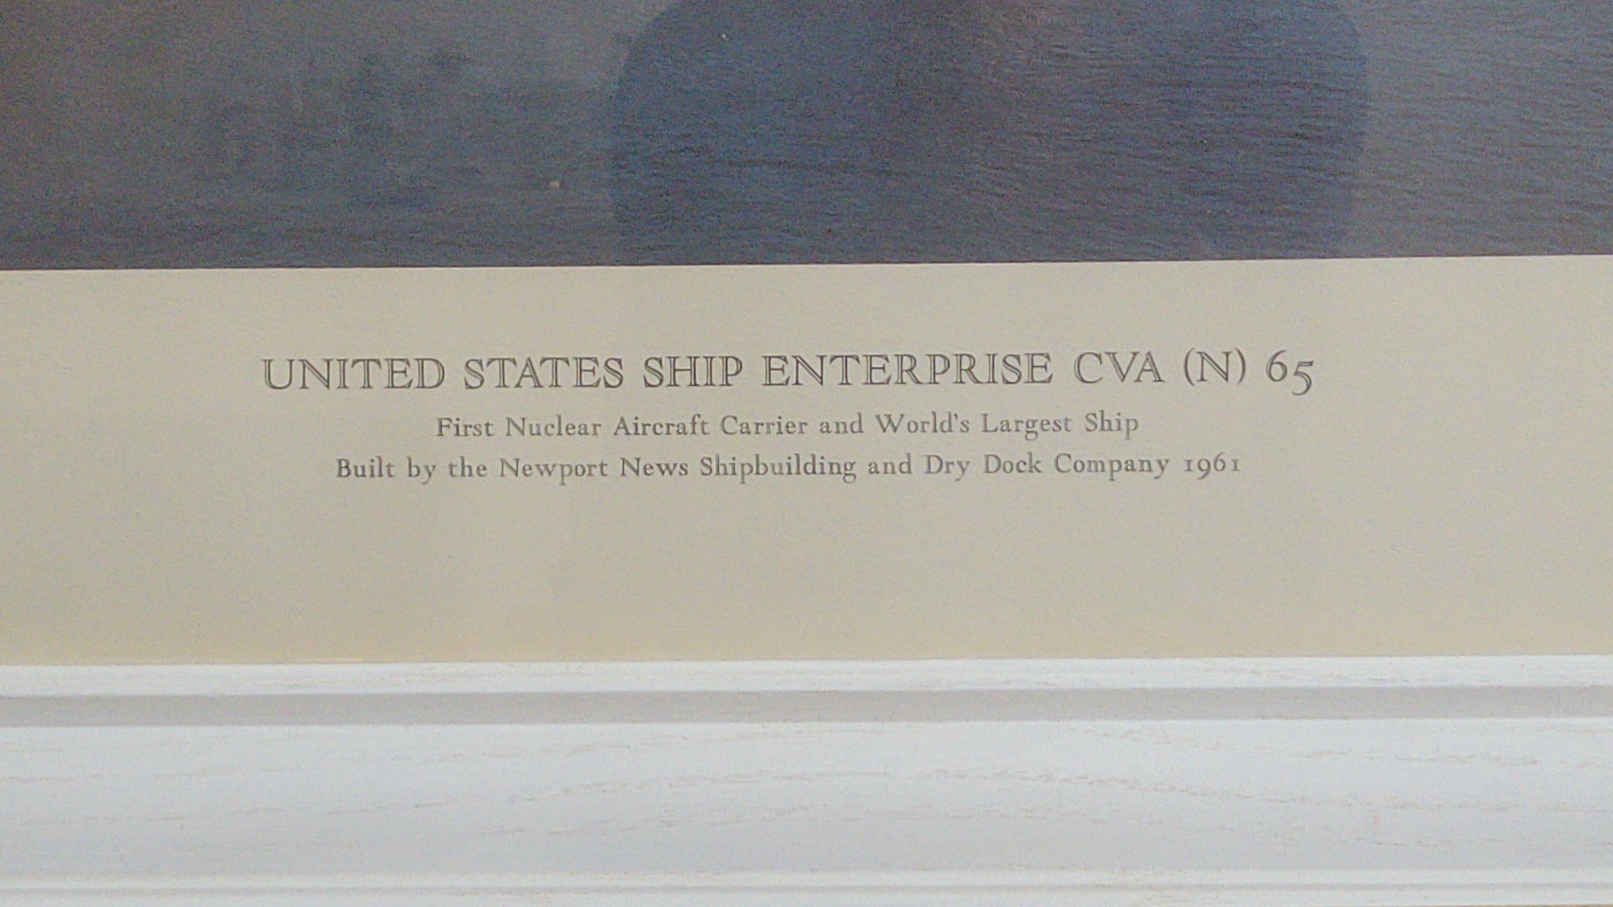 UNITED STATES SHIP ENTERPRISE CVA (N) 65
First Nuclear Aircraft Carrier and World's Largest Ship
Built by the Newport News Shipbuilding and Dry Dock Company 1961